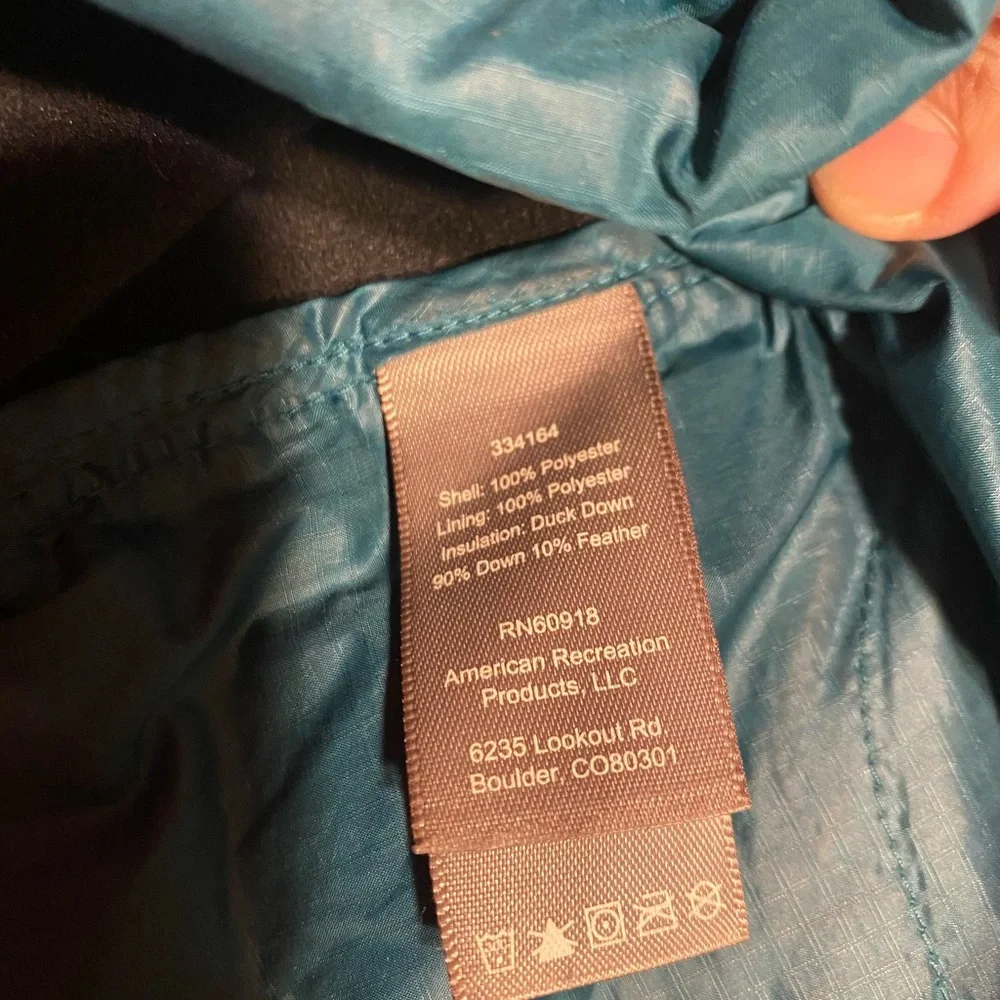 334164
Shell: 100% Polyester
Lining: 100% Polyester
Insulation: Duck Down
90% Down 10% Feather
RN60918
American Recreation
Products, LLC
6235 Lookout Rd
Boulder, CO80301